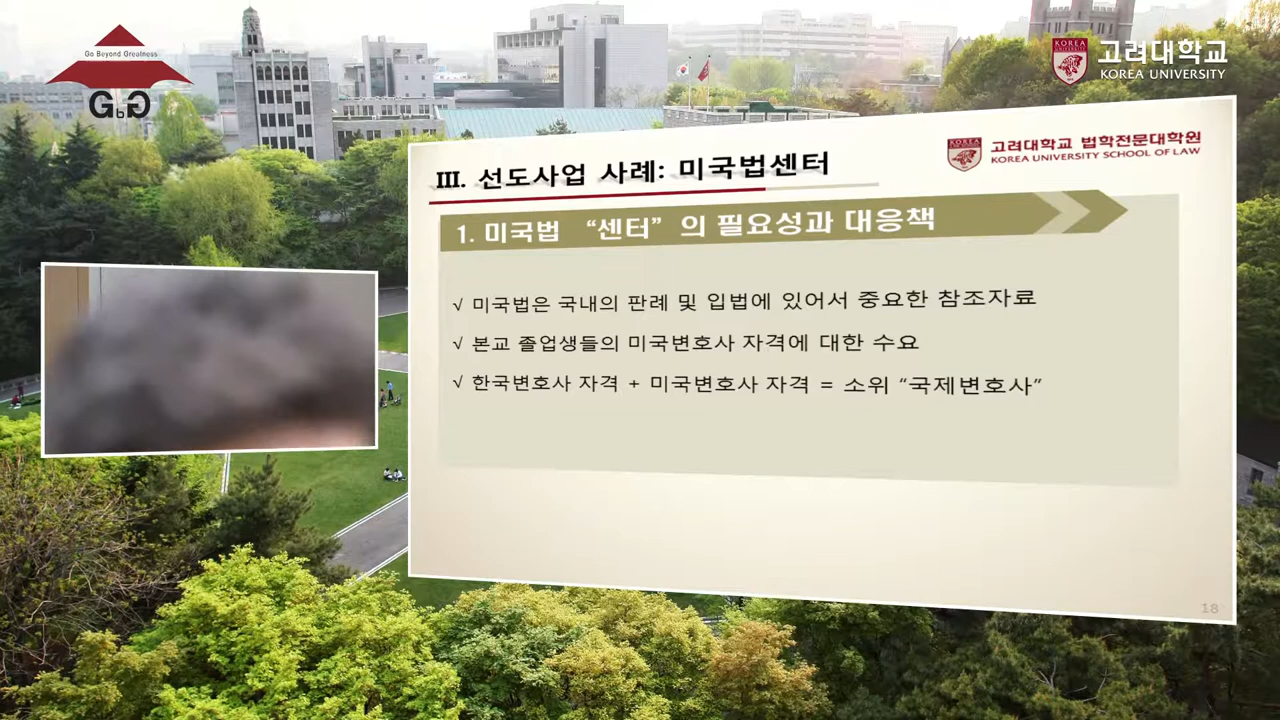 Go Beyond Greatness
GbG
KOREA
고려대학교
KOREA UNIVERSITY
KOREA
고려대학교 법학전문대학원
KOREA UNIVERSITY SCHOOL OF LAW
III. 선도사업 사례: 미국법센터
1. 미국법 “센터” 의 필요성과 대응책
√ 미국법은 국내의 판례 및 입법에 있어서 중요한 참조자료
√ 본교 졸업생들의 미국변호사 자격에 대한 수요
√ 한국변호사 자격 + 미국변호사 자격 = 소위 “국제변호사”
18